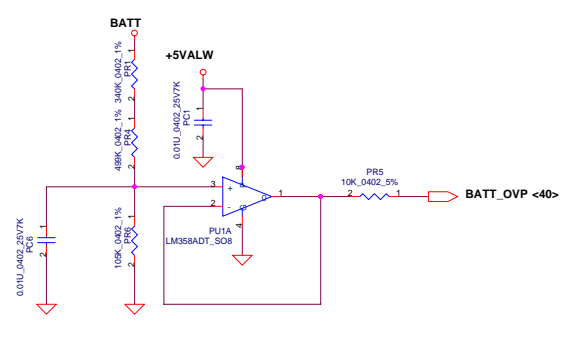 BATT
+5VALW
1
PR1
340K_0402_1%
2
1
PR4
499K_0402_1%
2
1
PC1
0.01U_0402_25V7K
2
8
P
3
+
2
-
O
1
G
4
PU1A
LM358ADT_SO8
PR5
10K_0402_5%
2
1
BATT_OVP <40>
1
PC6
0.01U_0402_25V7K
2
1
PR6
105K_0402_1%
2